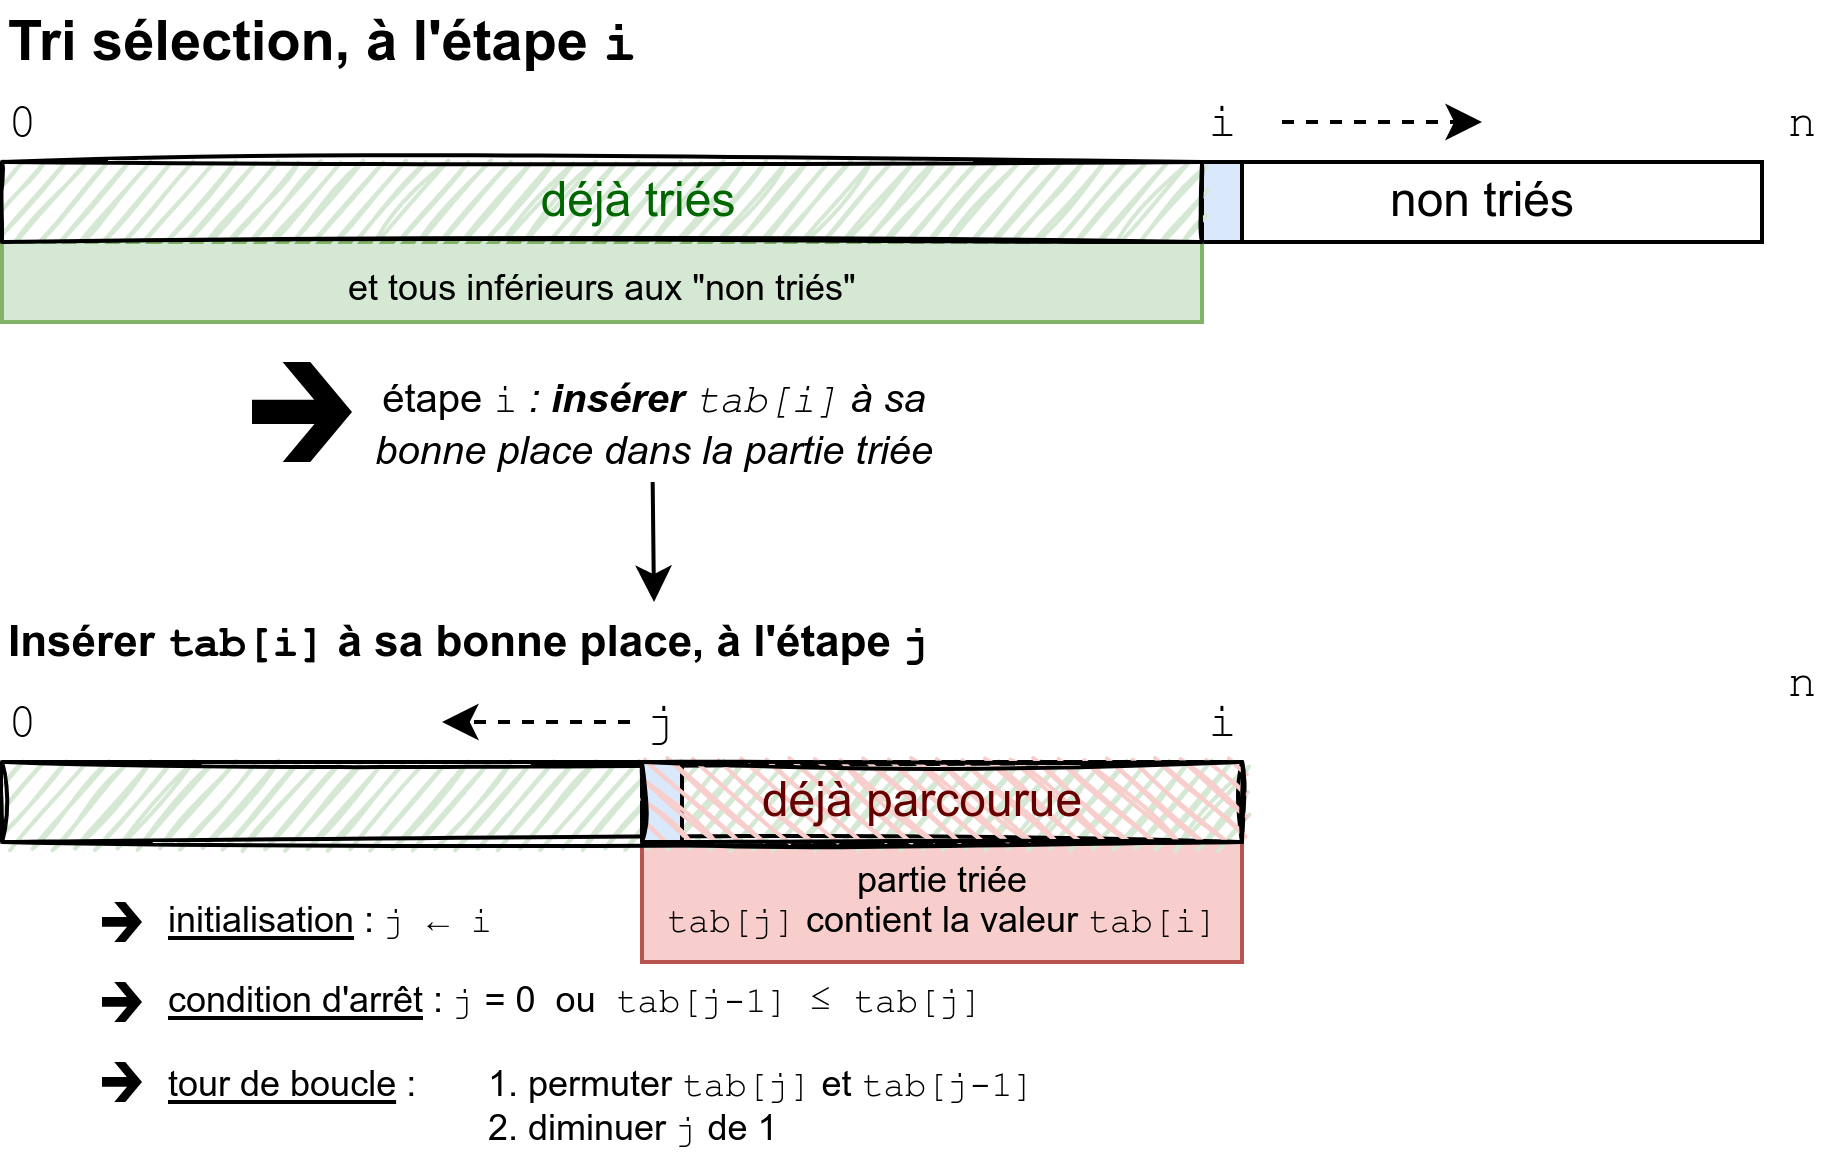 Tri sélection, à l'étape i
0 i n
déjà triés non triés
et tous inférieurs aux "non triés"
étape i : insérer tab[i] à sa
bonne place dans la partie triée
Insérer tab[i] à sa bonne place, à l'étape j
n
0 j i
déjà parcourue
partie triée
tab[j] contient la valeur tab[i]
initialisation : j ← i
condition d'arrêt : j = 0 ou tab[j-1] ≤ tab[j]
tour de boucle : 1. permuter tab[j] et tab[j-1]
2. diminuer j de 1